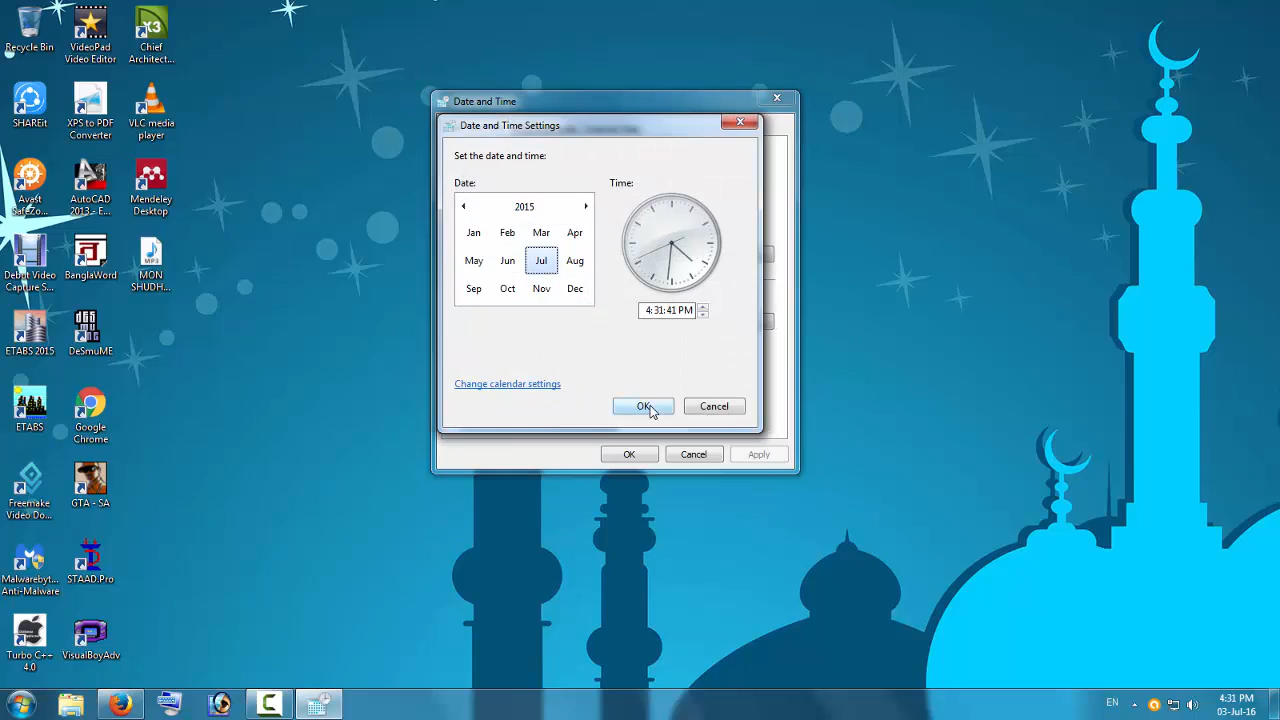 Recycle Bin
VideoPad
Video Editor
Chief
Architect...
SHAREit
XPS to PDF
Converter
VLC media
player
Avast
SafeZo...
AutoCAD
2013 - E...
Mendeley
Desktop
Debut Video
Capture S...
BanglaWord
MON
SHUDH...
ETABS 2015
DeSmuME
ETABS
Google
Chrome
Freemake
Video Do...
GTA - SA
Malwarebyt...
Anti-Malware
STAAD.Pro
Turbo C++
4.0
VisualBoyAdv
Date and Time
Date and Time Settings
Set the date and time:
Date:
Time:
2015
Jan Feb Mar Apr
May Jun Jul Aug
Sep Oct Nov Dec
4:31:41 PM
Change calendar settings
OK Cancel
OK Cancel Apply
EN
4:31 PM
03-Jul-16